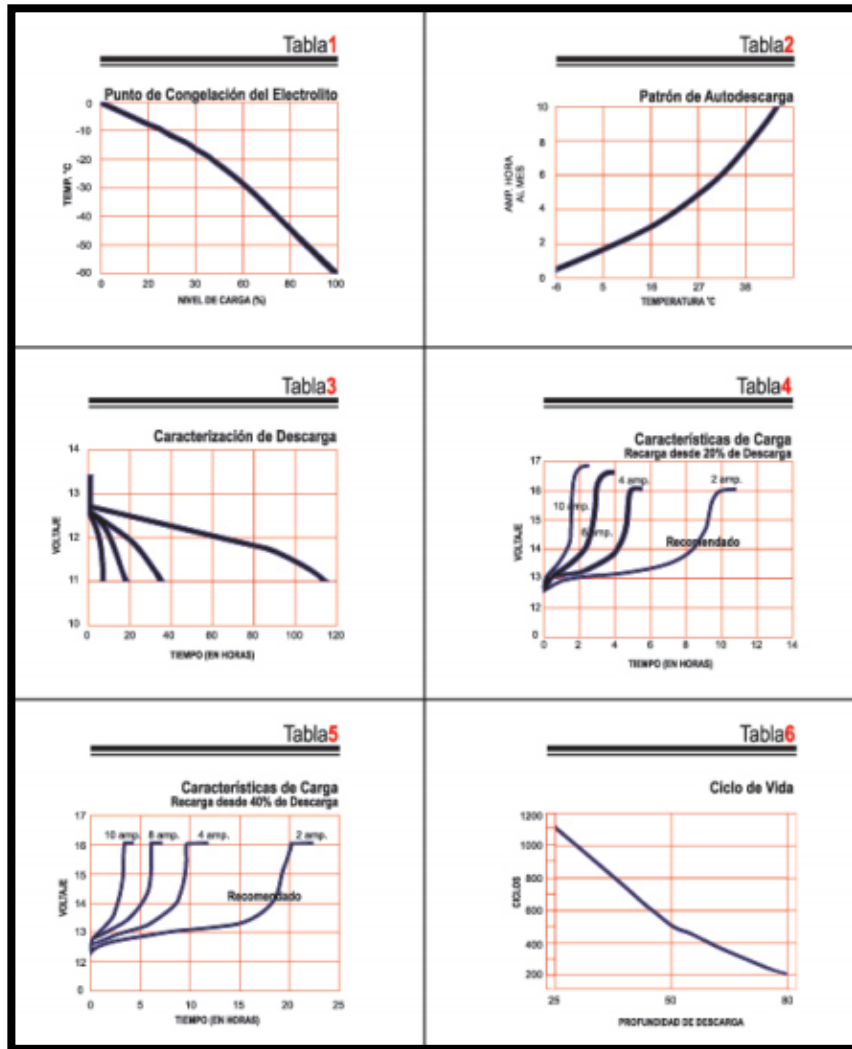 Tabla1
Punto de Congelación del Electrolito
TEMP. °C
0
-10
-20
-30
-40
-50
-60
0
20
30
60
80
100
NIVEL DE CARGA (%)
Tabla2
Patrón de Autodescarga
AMP. HORA
AL MES
10
8
6
4
2
0
-6
5
16
27
38
TEMPERATURA °C
Tabla3
Caracterización de Descarga
VOLTAJE
14
13
12
11
10
0
20
40
60
80
100
120
TIEMPO (EN HORAS)
Tabla4
Características de Carga
Recarga desde 20% de Descarga
VOLTAJE
17
16
15
14
13
12
0
10 amp.
6 amp.
4 amp.
2 amp.
Recomendado
0
2
4
6
8
10
12
14
TIEMPO (EN HORAS)
Tabla5
Características de Carga
Recarga desde 40% de Descarga
VOLTAJE
17
16
15
14
13
12
0
10 amp.
8 amp.
4 amp.
2 amp.
Recomendado
0
5
10
15
20
25
TIEMPO (EN HORAS)
Tabla6
Ciclo de Vida
CICLOS
1200
1000
800
600
400
200
25
50
80
PROFUNDIDAD DE DESCARGA